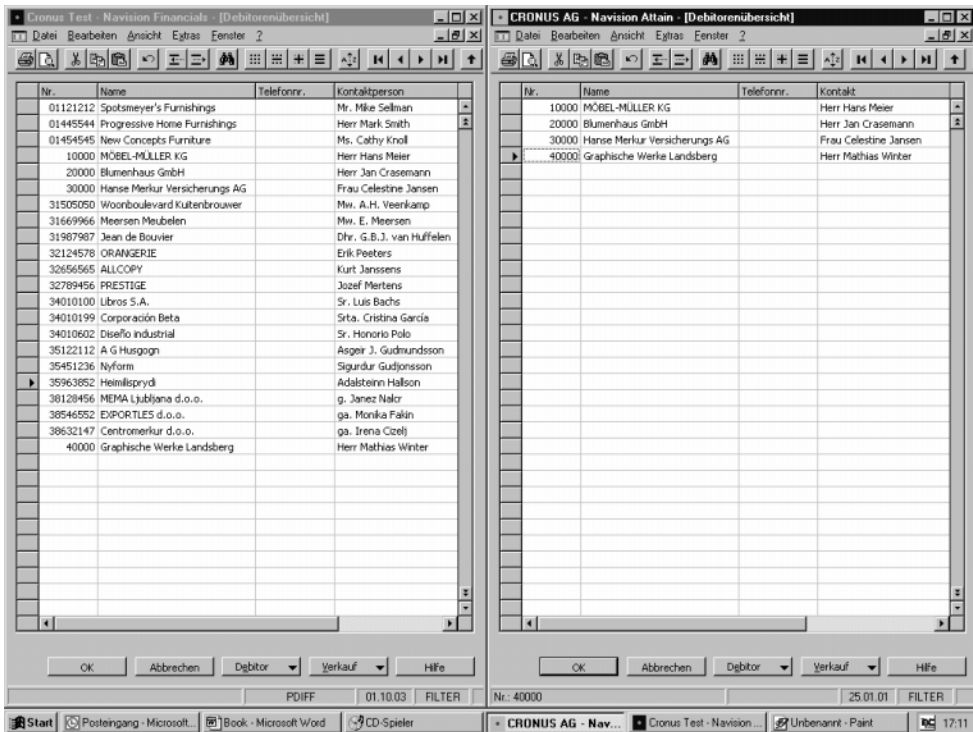 Cronus Test - Navision Financials - [Debitorenübersicht]
Datei Bearbeiten Ansicht Extras Fenster ?
Nr. Name Telefonnr. Kontaktperson
01121212 Spotsmeyer's Furnishings Mr. Mike Sellman
01445544 Progressive Home Furnishings Herr Mark Smith
01454545 New Concepts Furniture Ms. Cathy Knoll
10000 MÖBEL-MÜLLER KG Herr Hans Meier
20000 Blumenhaus GmbH Herr Jan Crasemann
30000 Hanse Merkur Versicherungs AG Frau Celestine Jansen
31505050 Woonboulevard Kuitenbrouwer Mw. A.H. Veenkamp
31669966 Meersen Meubelen Mw. E. Meersen
31987987 Jean de Bouvier Dhr. G.B.J. van Huffelen
32124578 ORANGERIE Erik Peeters
32656565 ALLCOPY Kurt Janssens
32789456 PRESTIGE Jozef Mertens
34010100 Libros S.A. Sr. Luis Bachs
34010199 Corporación Beta Srta. Cristina García
34010602 Diseño industrial Sr. Honorio Polo
35122112 A G Husgogn Asgeir J. Gudmundsson
35451236 Nyform Sigurdur Gudjonsson
35963852 Heimilisprydi Adalsteinn Hallson
38128456 MEMA Ljubljana d.o.o. g. Janez Nalcr
38546552 EXPORTLES d.o.o. ga. Monika Fakin
38632147 Centromerkur d.o.o. ga. Irena Cizelj
40000 Graphische Werke Landsberg Herr Mathias Winter
OK Abbrechen Debitor Verkauf Hilfe
PDIFF 01.10.03 FILTER
CRONUS AG - Navision Attain - [Debitorenübersicht]
Datei Bearbeiten Ansicht Extras Fenster ?
Nr. Name Telefonnr. Kontakt
10000 MÖBEL-MÜLLER KG Herr Hans Meier
20000 Blumenhaus GmbH Herr Jan Crasemann
30000 Hanse Merkur Versicherungs AG Frau Celestine Jansen
40000 Graphische Werke Landsberg Herr Mathias Winter
OK Abbrechen Debitor Verkauf Hilfe
Nr.: 40000 25.01.01 FILTER
Start Posteingang - Microsoft... Book - Microsoft Word CD-Spieler CRONUS AG - Nav... Cronus Test - Navision ... Unbenannt - Paint 17:11